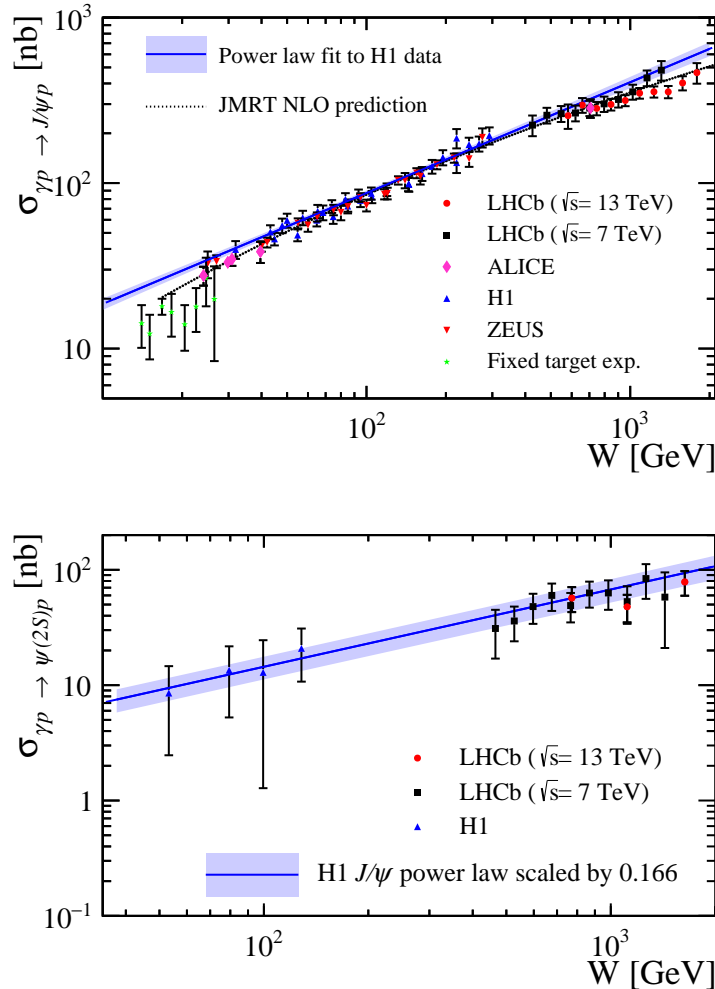 σγp → J/ψp [nb]
10³
10²
10
Power law fit to H1 data
JMRT NLO prediction
LHCb (√s= 13 TeV)
LHCb (√s= 7 TeV)
ALICE
H1
ZEUS
Fixed target exp.
10²
10³
W [GeV]
σγp → ψ(2S)p [nb]
10²
10
1
10⁻¹
LHCb (√s= 13 TeV)
LHCb (√s= 7 TeV)
H1
H1 J/ψ power law scaled by 0.166
10²
10³
W [GeV]